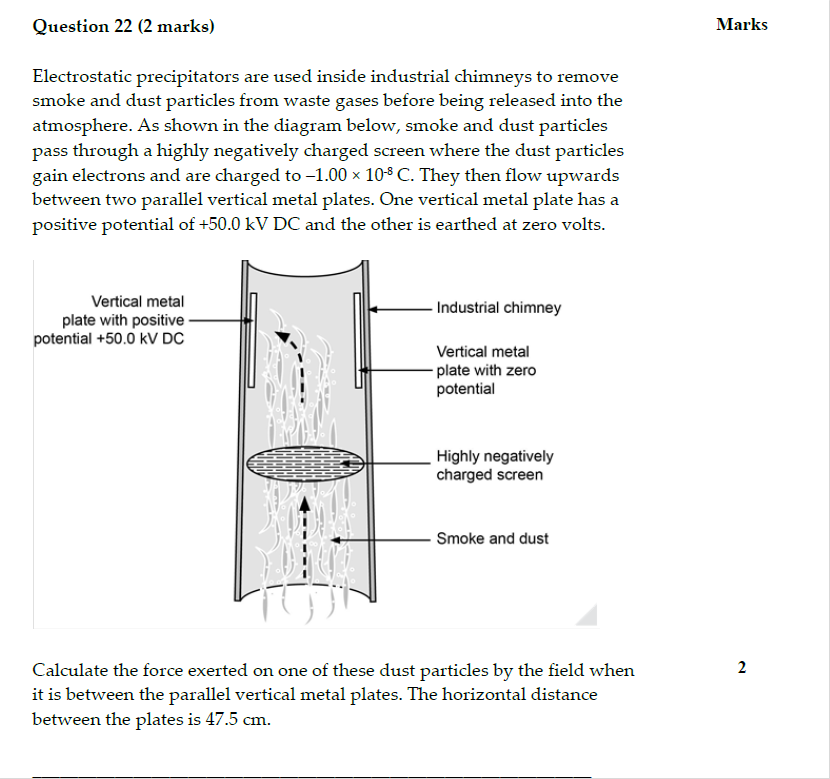 Question 22 (2 marks)
Marks
Electrostatic precipitators are used inside industrial chimneys to remove
smoke and dust particles from waste gases before being released into the
atmosphere. As shown in the diagram below, smoke and dust particles
pass through a highly negatively charged screen where the dust particles
gain electrons and are charged to –1.00 × 10⁻⁸ C. They then flow upwards
between two parallel vertical metal plates. One vertical metal plate has a
positive potential of +50.0 kV DC and the other is earthed at zero volts.
Vertical metal
plate with positive
potential +50.0 kV DC
Industrial chimney
Vertical metal
plate with zero
potential
Highly negatively
charged screen
Smoke and dust
Calculate the force exerted on one of these dust particles by the field when
2
it is between the parallel vertical metal plates. The horizontal distance
between the plates is 47.5 cm.